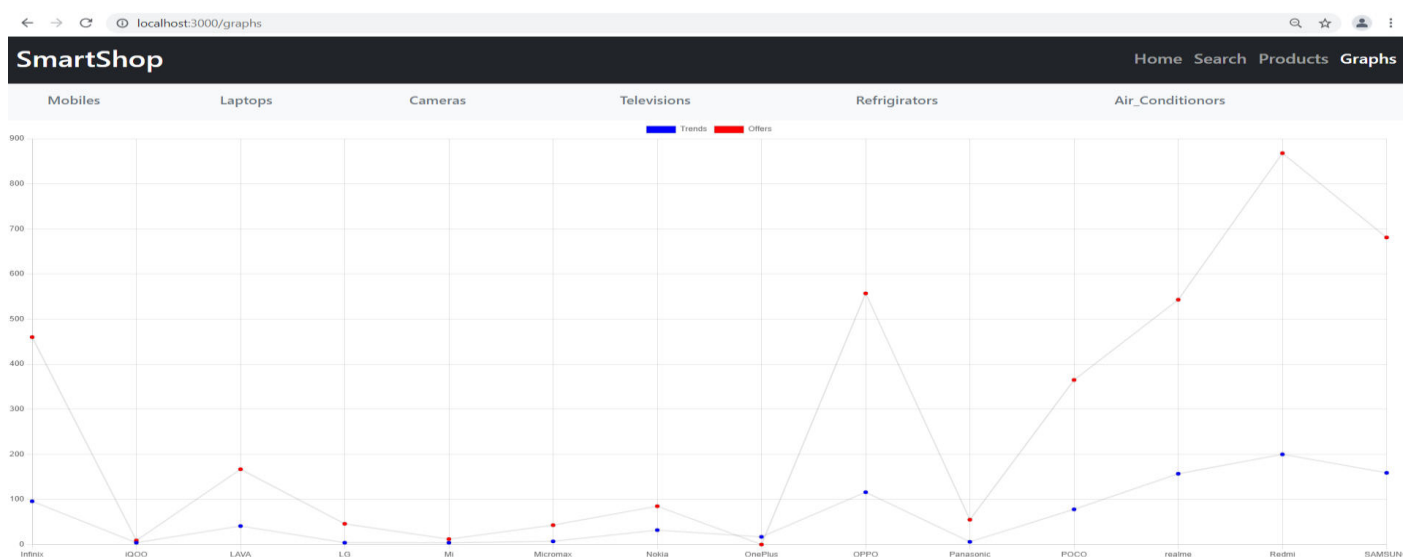 localhost:3000/graphs
SmartShop Home Search Products Graphs
Mobiles Laptops Cameras Televisions Refrigirators Air_Conditionors
Trends Offers
900
800
700
600
500
400
300
200
100
0
Infinix iQOO LAVA LG Mi Micromax Nokia OnePlus OPPO Panasonic POCO realme Redmi SAMSUN